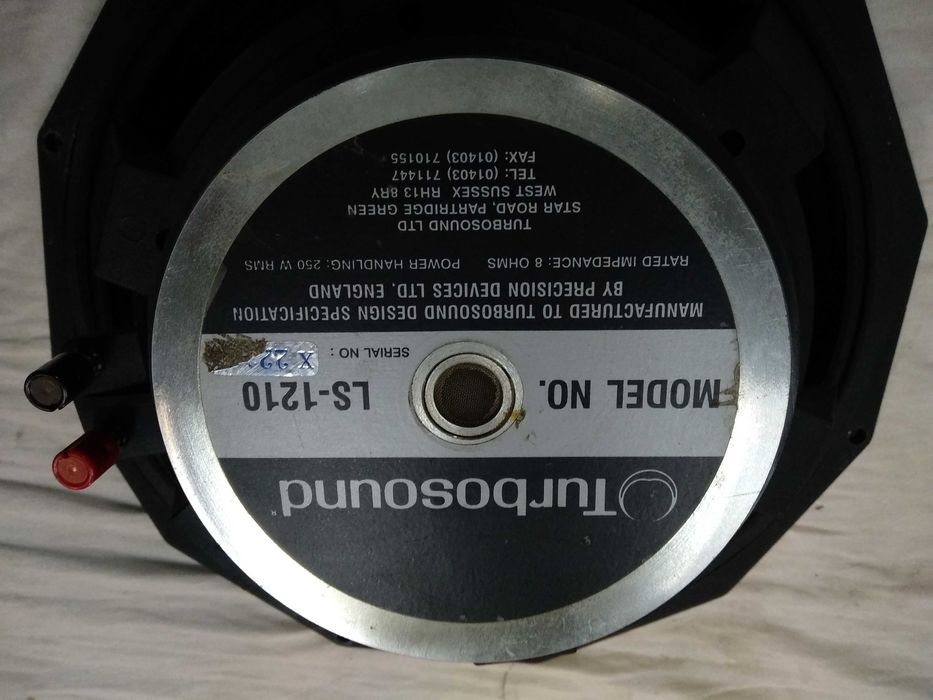 Turbosound®
MODEL NO. LS-1210
SERIAL NO :
MANUFACTURED TO TURBOSOUND DESIGN SPECIFICATION
BY PRECISION DEVICES LTD. ENGLAND
RATED IMPEDANCE: 8 OHMS POWER HANDLING: 250 W RMS
TURBOSOUND LTD
STAR ROAD, PARTRIDGE GREEN
WEST SUSSEX RH13 8RY
TEL: (01403) 711447
FAX: (01403) 710155